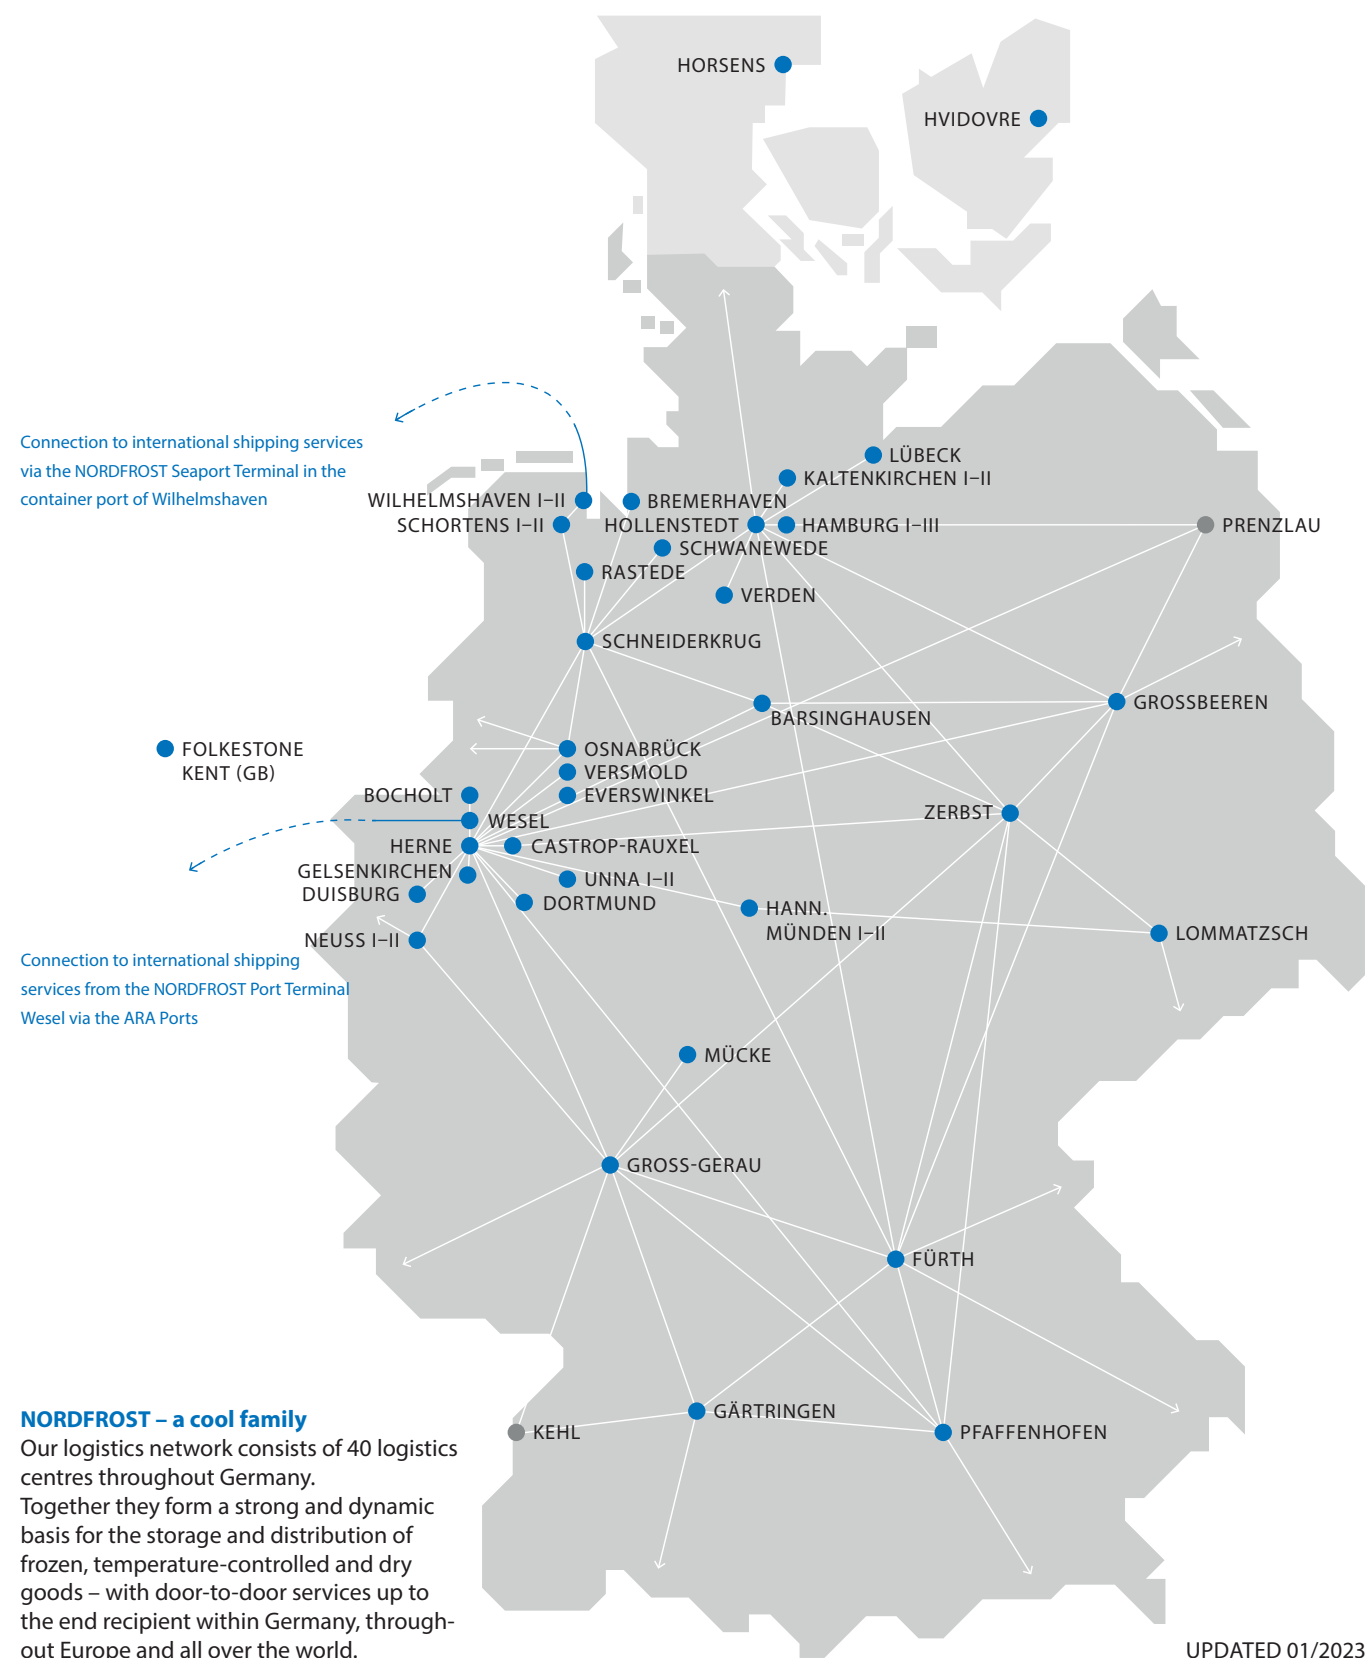 HORSENS
HVIDOVRE
Connection to international shipping services
via the NORDFROST Seaport Terminal in the
container port of Wilhelmshaven
LÜBECK
KALTENKIRCHEN I–II
WILHELMSHAVEN I–II
BREMERHAVEN
SCHORTENS I–II
HOLLENSTEDT
HAMBURG I–III
PRENZLAU
SCHWANEWEDE
RASTEDE
VERDEN
SCHNEIDERKRUG
GROSSBEEREN
BARSINGHAUSEN
FOLKESTONE
KENT (GB)
OSNABRÜCK
VERSMOLD
BOCHOLT
EVERSWINKEL
WESEL
ZERBST
HERNE
CASTROP-RAUXEL
GELSENKIRCHEN
UNNA I–II
DUISBURG
DORTMUND
HANN.
MÜNDEN I–II
LOMMATZSCH
NEUSS I–II
Connection to international shipping
services from the NORDFROST Port Terminal
Wesel via the ARA Ports
MÜCKE
GROSS-GERAU
FÜRTH
GÄRTRINGEN
KEHL
PFAFFENHOFEN
NORDFROST – a cool family
Our logistics network consists of 40 logistics
centres throughout Germany.
Together they form a strong and dynamic
basis for the storage and distribution of
frozen, temperature-controlled and dry
goods – with door-to-door services up to
the end recipient within Germany, through-
out Europe and all over the world.
UPDATED 01/2023